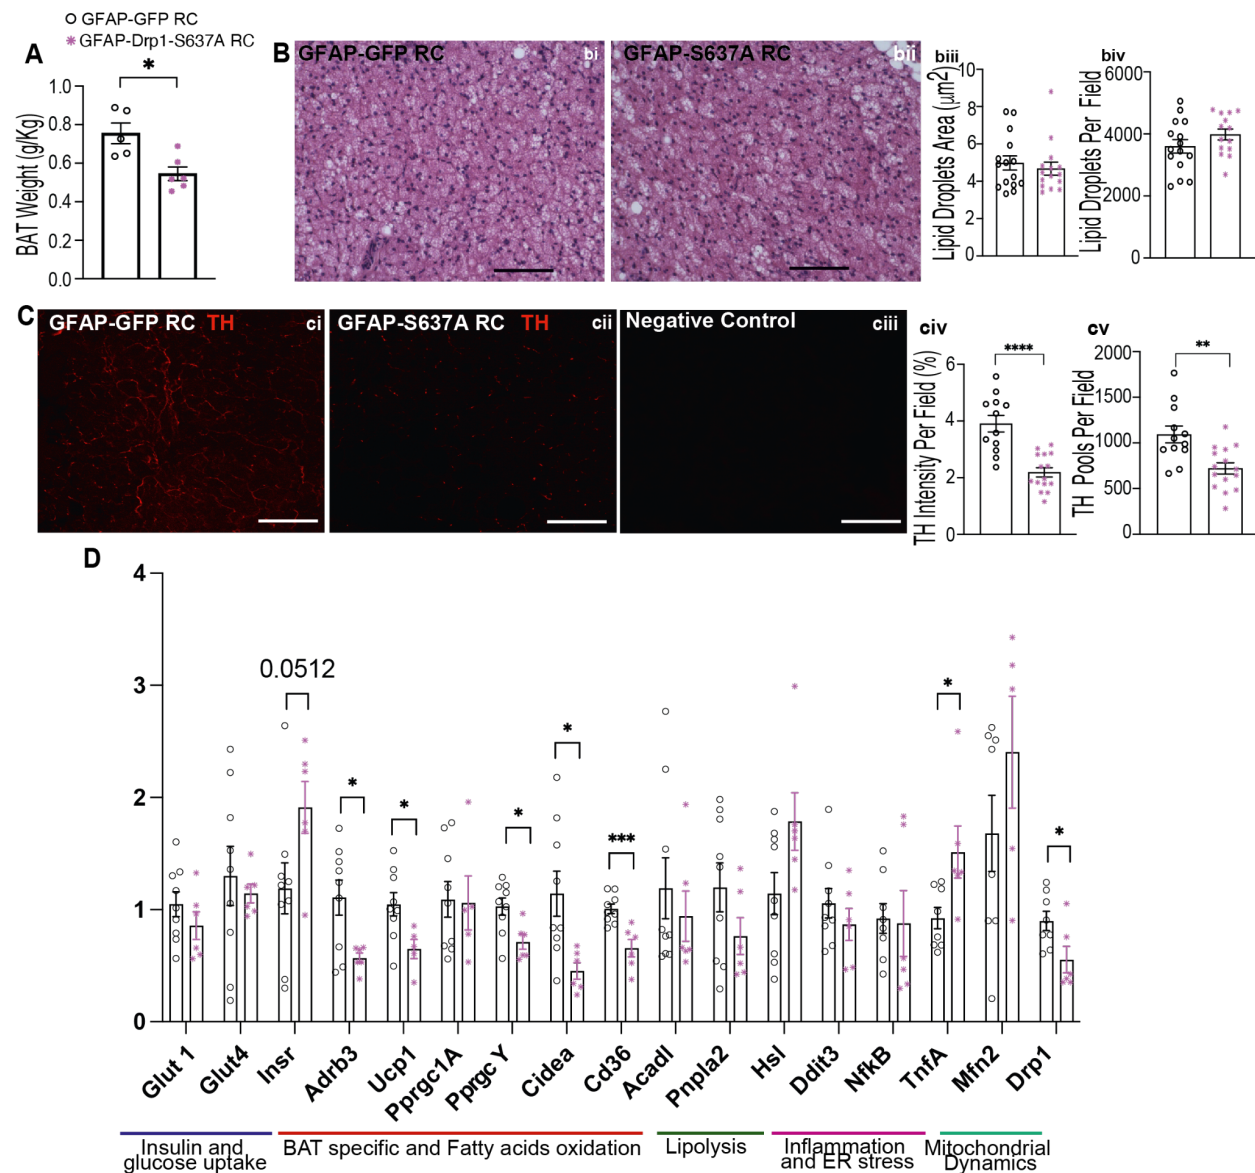 GFAP-GFP RC
GFAP-Drp1-S637A RC
A
*
BAT Weight (g/Kg)
1.0
0.8
0.6
0.4
0.2
0.0
B
GFAP-GFP RC
bi
GFAP-S637A RC
bii
biii
Lipid Droplets Area (µm2)
10
8
6
4
2
0
biv
Lipid Droplets Per Field
6000
4000
2000
0
C
GFAP-GFP RC TH
ci
GFAP-S637A RC TH
cii
Negative Control
ciii
civ
****
TH Intensity Per Field (%)
6
4
2
0
cv
**
TH Pools Per Field
2000
1500
1000
500
0
D
4
3
2
1
0
0.0512
*
*
*
*
***
*
*
Glut 1
Glut4
Insr
Adrb3
Ucp1
Pprgc1A
Pprgc Y
Cidea
Cd36
Acadl
Pnpla2
Hsl
Ddit3
NfkB
TnfA
Mfn2
Drp1
Insulin and
glucose uptake
BAT specific and Fatty acids oxidation
Lipolysis
Inflammation
and ER stress
Mitochondrial
Dynamics